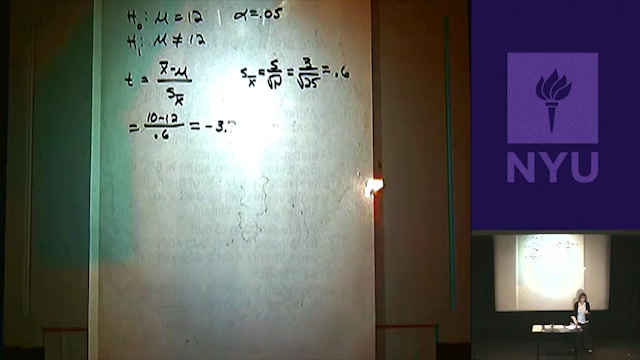 H₀: μ = 12 α = .05
H₁: μ ≠ 12
t = x̄-μ / s_x̄ s_x̄ = s/√n = 3/√25 = .6
= 10-12 / .6 = -3.
NYU